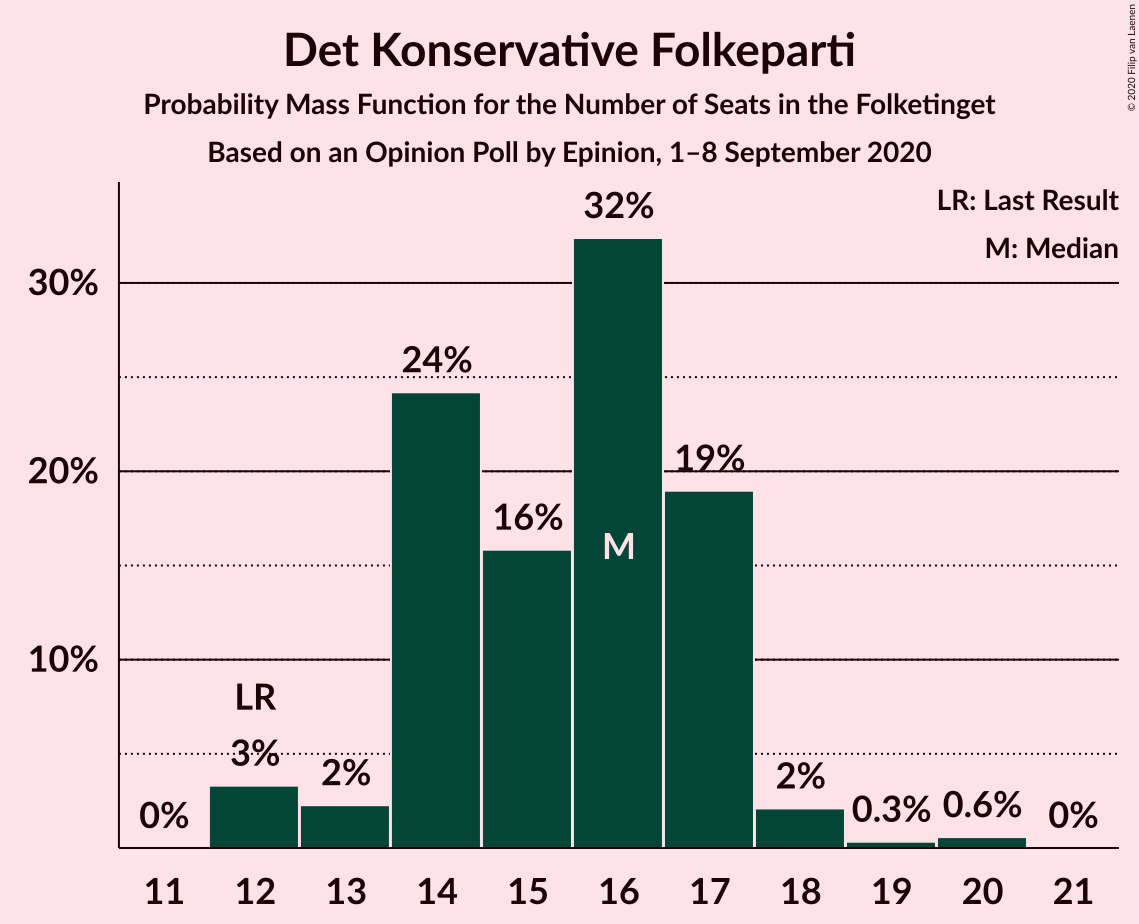 Det Konservative Folkeparti
Probability Mass Function for the Number of Seats in the Folketinget
Based on an Opinion Poll by Epinion, 1–8 September 2020
© 2020 Filip van Laenen
LR: Last Result
M: Median
32%
30%
24%
20%
19%
16%
M
10%
LR
3%
2%
2%
0.3%
0.6%
0%
0%
11 12 13 14 15 16 17 18 19 20 21